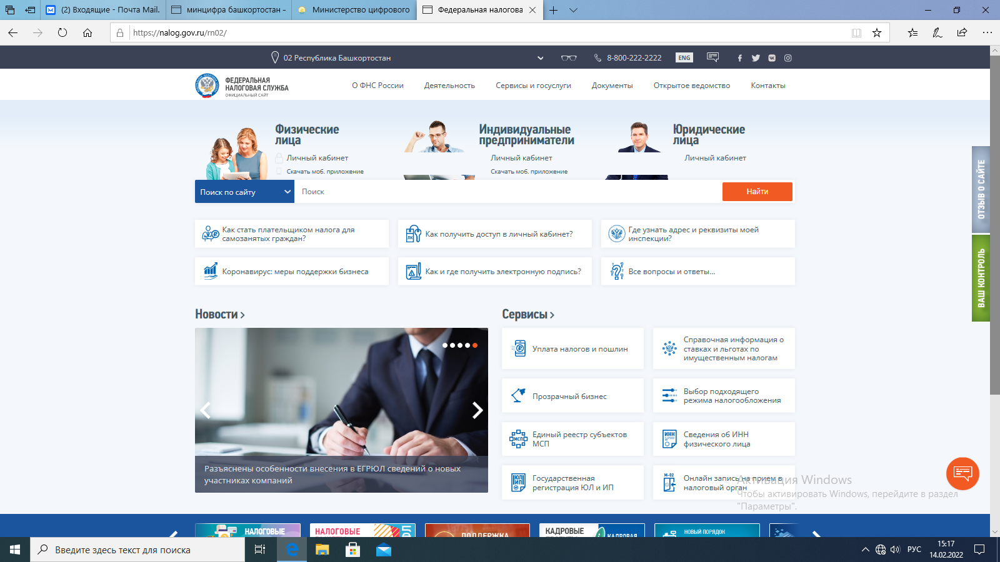 (2) Входящие - Почта Mail.
минцифра башкортостан –
Министерство цифрового
Федеральная налогова
https://nalog.gov.ru/rn02/
02 Республика Башкортостан
8-800-222-2222
ENG
ФЕДЕРАЛЬНАЯ
НАЛОГОВАЯ СЛУЖБА
ОФИЦИАЛЬНЫЙ САЙТ
О ФНС России
Деятельность
Сервисы и госуслуги
Документы
Открытое ведомство
Контакты
Физические
лица
Личный кабинет
Скачать моб. приложение
Индивидуальные
предприниматели
Личный кабинет
Скачать моб. приложение
Юридические
лица
Личный кабинет
Поиск по сайту
Поиск
Найти
ОТЗЫВ О САЙТЕ
ВАШ КОНТРОЛЬ
Как стать плательщиком налога для
самозанятых граждан?
Как получить доступ в личный кабинет?
Где узнать адрес и реквизиты моей
инспекции?
Коронавирус: меры поддержки бизнеса
Как и где получить электронную подпись?
Все вопросы и ответы...
Новости
Разъяснены особенности внесения в ЕГРЮЛ сведений о новых
участниках компаний
Сервисы
Уплата налогов и пошлин
Справочная информация о
ставках и льготах по
имущественным налогам
Прозрачный бизнес
Выбор подходящего
режима налогообложения
МСП
Единый реестр субъектов
МСП
ИНН
Сведения об ИНН
физического лица
ЮЛ
ИП
Государственная
регистрация ЮЛ и ИП
М-02
Онлайн запись на прием в
налоговый орган
Активация Windows
Чтобы активировать Windows, перейдите в раздел
"Параметры".
НАЛОГОВЫЕ
НАЛОГОВЫЕ
ПОДДЕРЖКА
КАДРОВЫЕ
КАДРОВАЯ
НОВЫЙ ПОРЯДОК
Введите здесь текст для поиска
РУС
15:17
14.02.2022